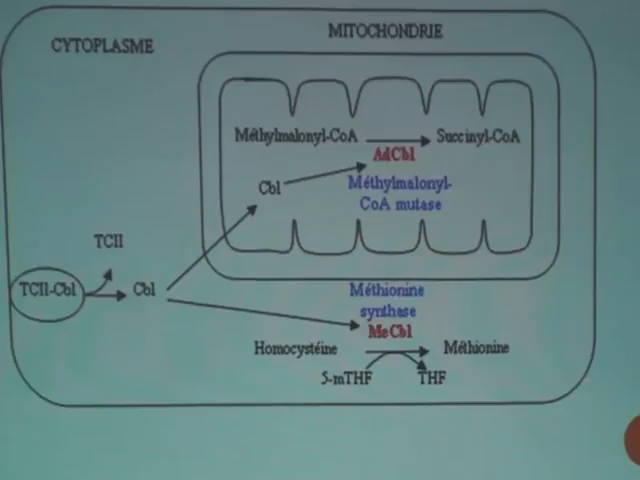 MITOCHONDRIE
CYTOPLASME
Méthylmalonyl-CoA
Succinyl-CoA
AdCbl
Cbl
Méthylmalonyl-
CoA mutase
TCII
TCII-Cbl
Cbl
Méthionine
synthase
MeCbl
Homocystéine
Méthionine
5-mTHF
THF